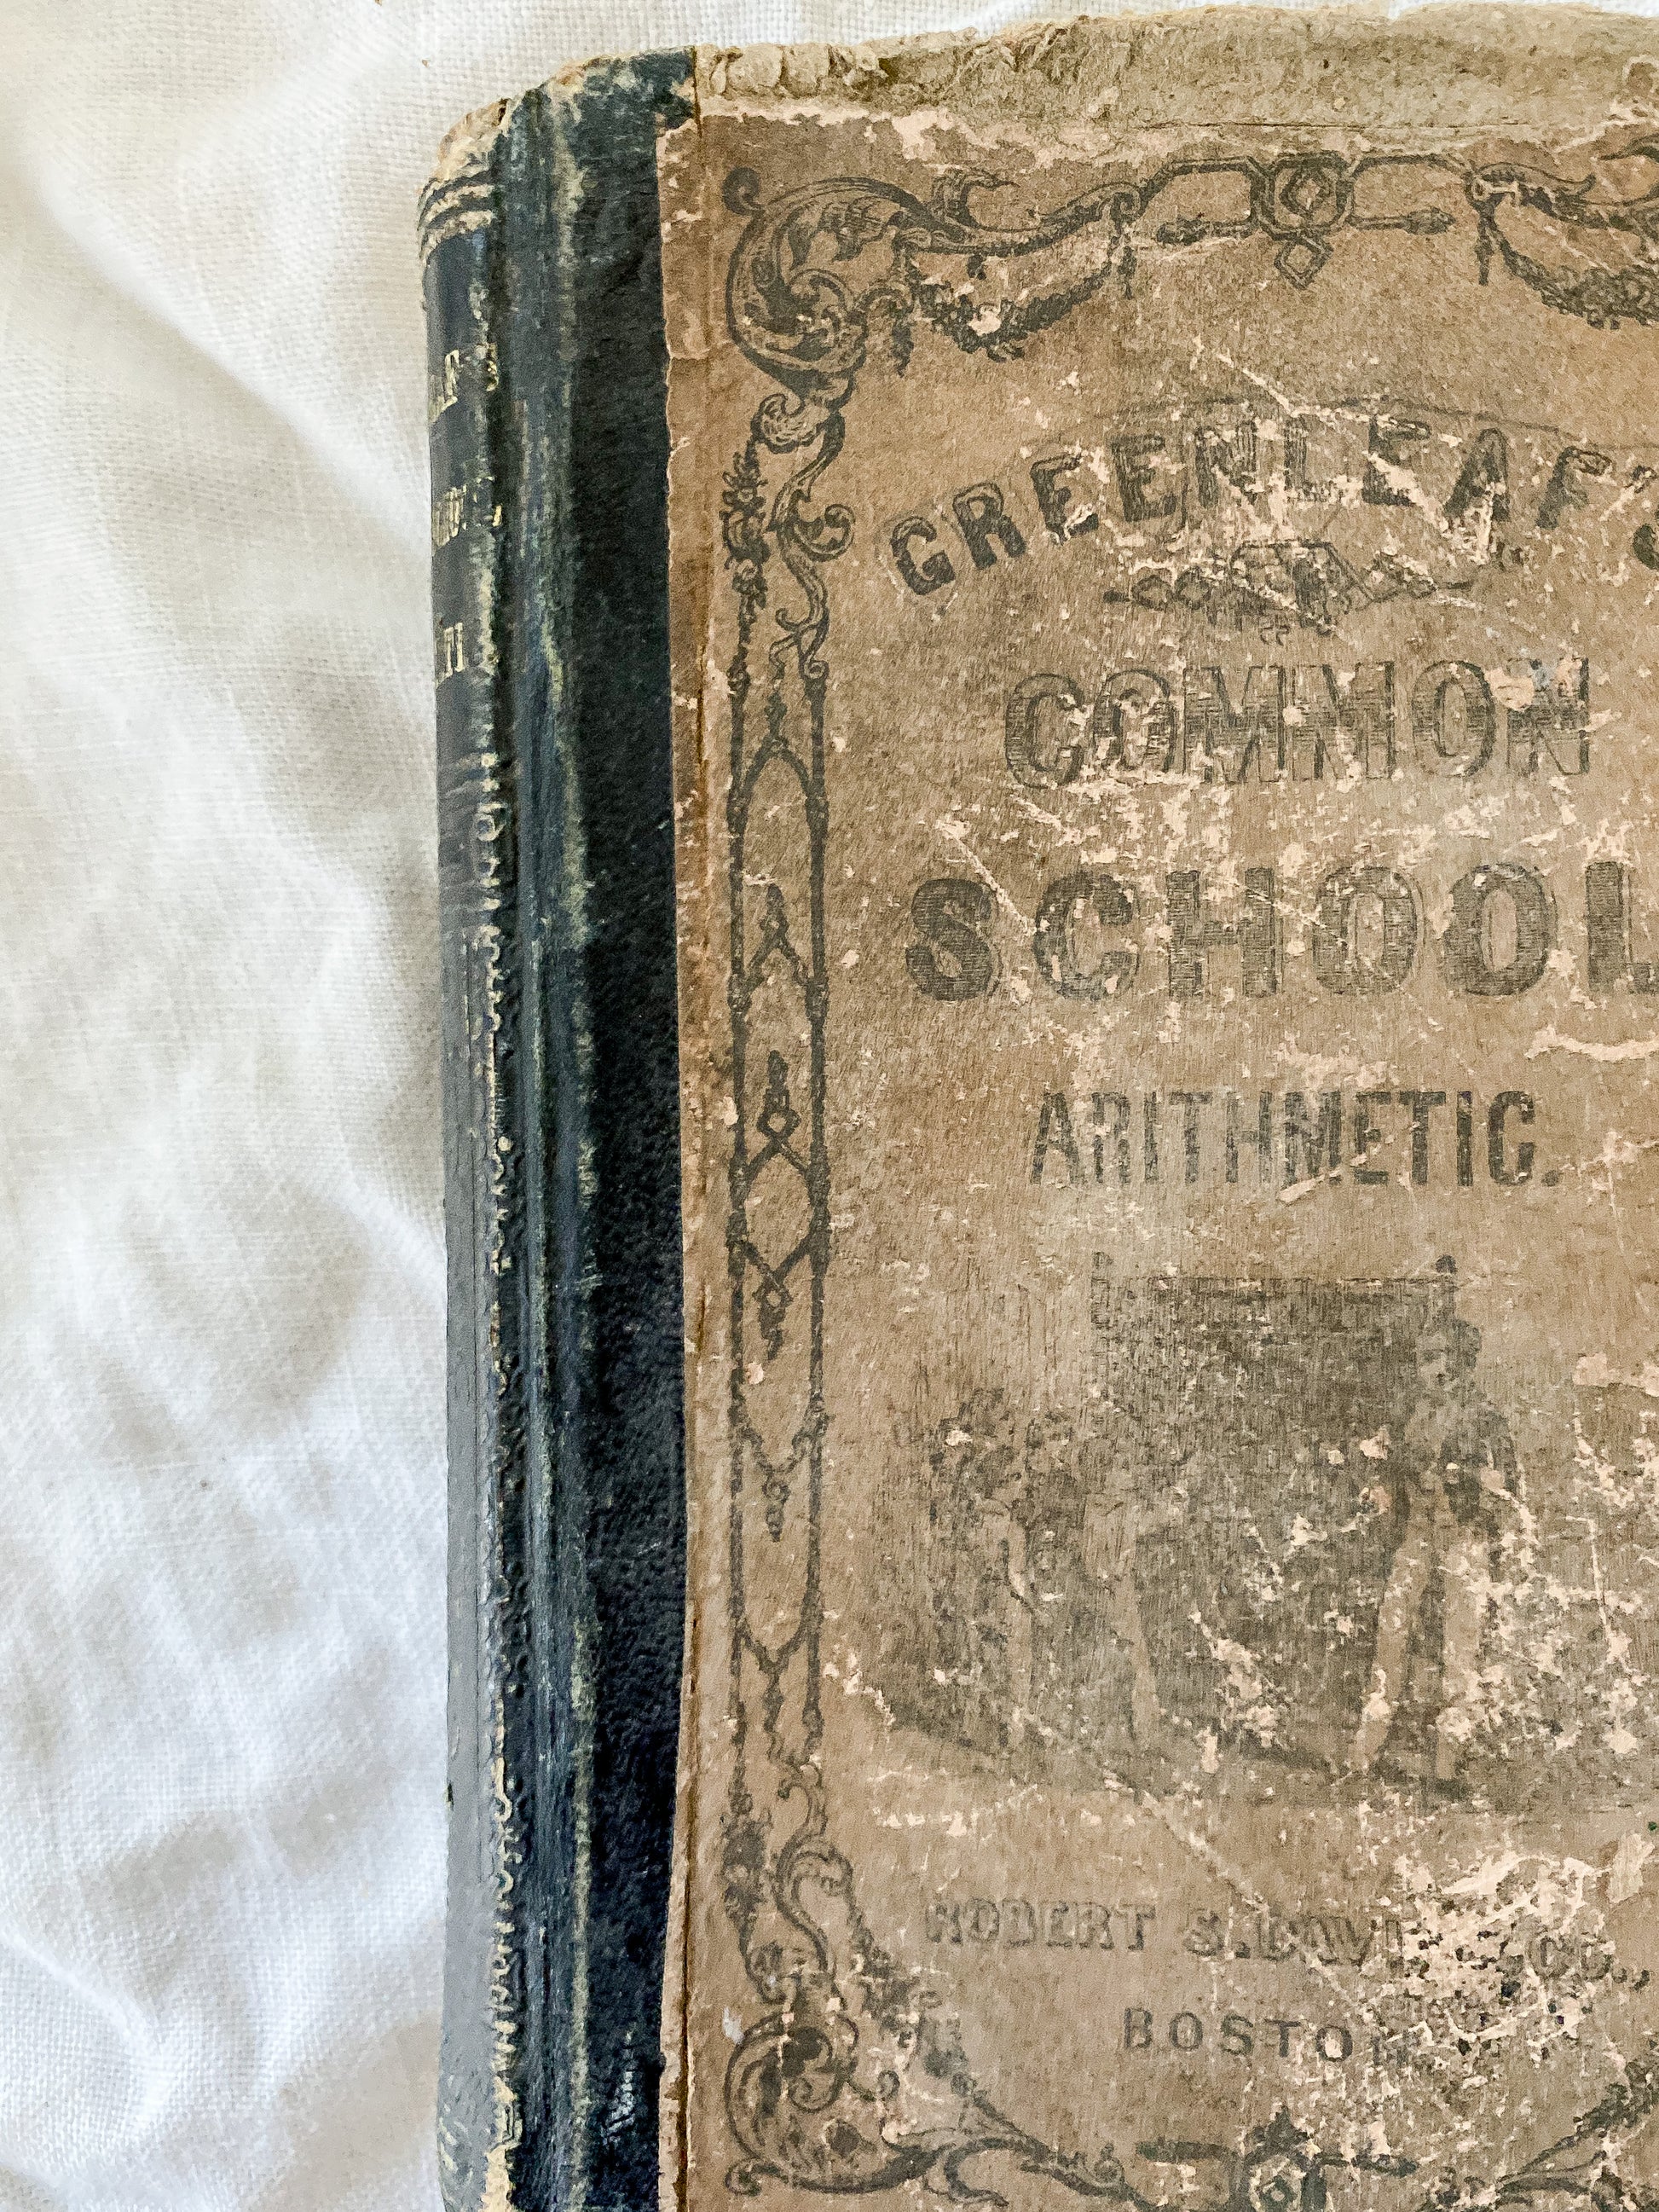 GREENLEAF'S
COMMON
SCHOOL
ARITHMETIC.
ROBERT S. DAVIS CO.,
BOSTON